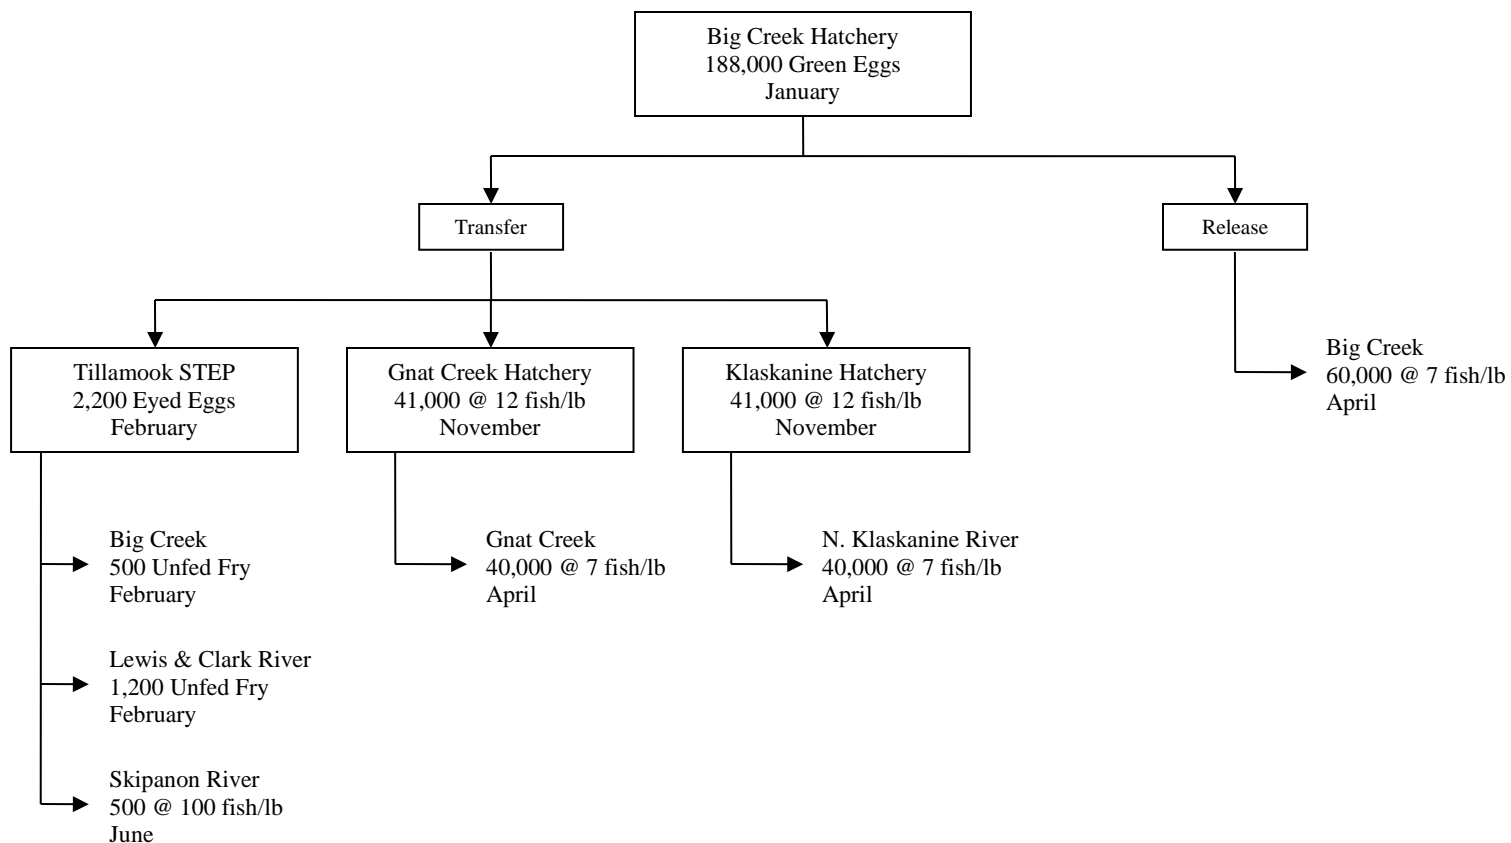 Big Creek Hatchery
188,000 Green Eggs
January
Transfer
Release
Tillamook STEP
2,200 Eyed Eggs
February
Gnat Creek Hatchery
41,000 @ 12 fish/lb
November
Klaskanine Hatchery
41,000 @ 12 fish/lb
November
Big Creek
60,000 @ 7 fish/lb
April
Big Creek
500 Unfed Fry
February
Gnat Creek
40,000 @ 7 fish/lb
April
N. Klaskanine River
40,000 @ 7 fish/lb
April
Lewis & Clark River
1,200 Unfed Fry
February
Skipanon River
500 @ 100 fish/lb
June